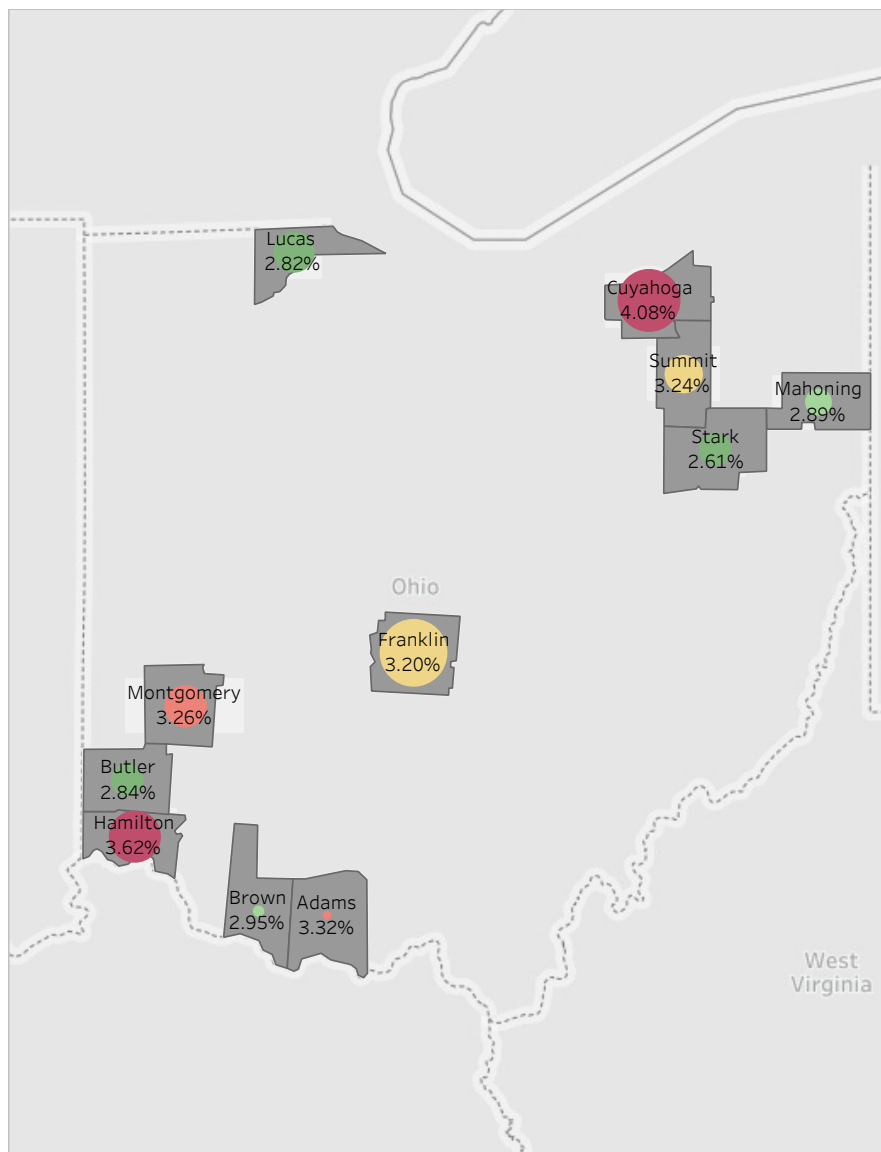 Lucas
2.82%
Cuyahoga
4.08%
Summit
3.24%
Mahoning
2.89%
Stark
2.61%
Ohio
Franklin
3.20%
Montgomery
3.26%
Butler
2.84%
Hamilton
3.62%
Brown
2.95%
Adams
3.32%
West
Virginia